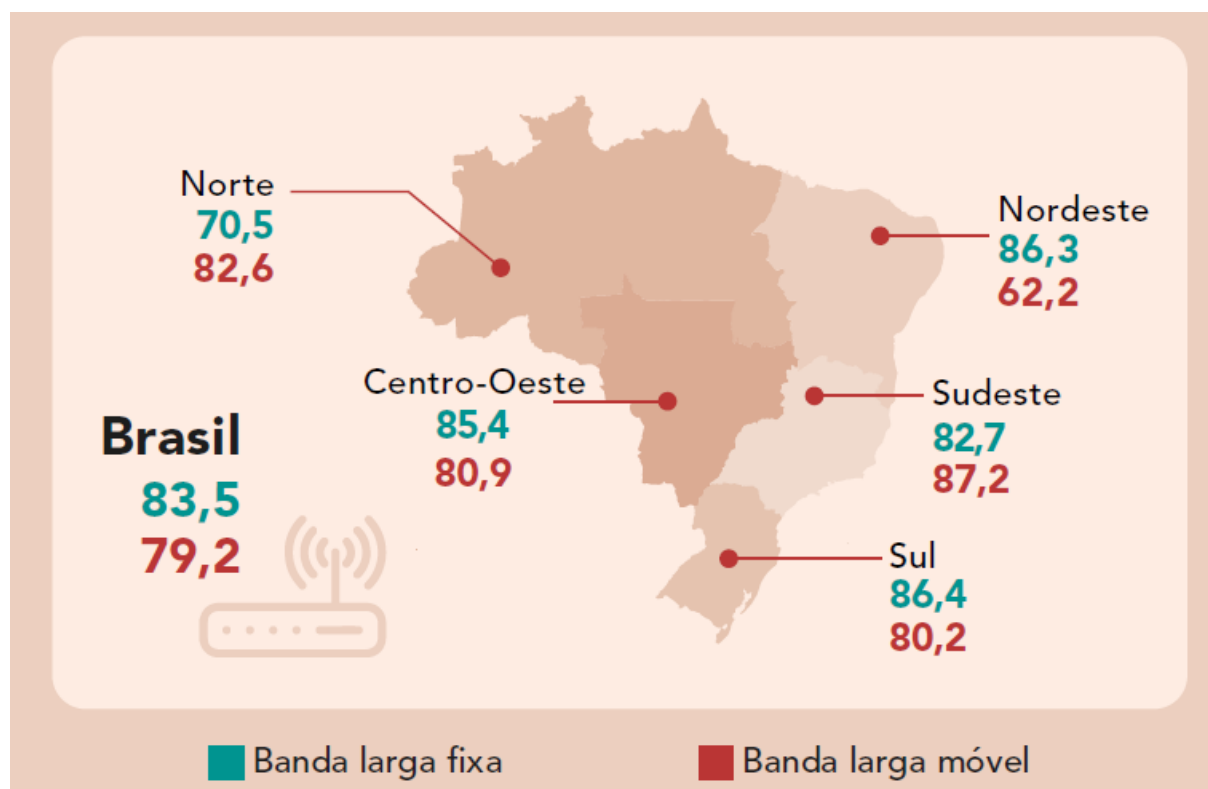 Norte
70,5
82,6
Nordeste
86,3
62,2
Centro-Oeste
85,4
80,9
Sudeste
82,7
87,2
Brasil
83,5
79,2
Sul
86,4
80,2
Banda larga fixa
Banda larga móvel